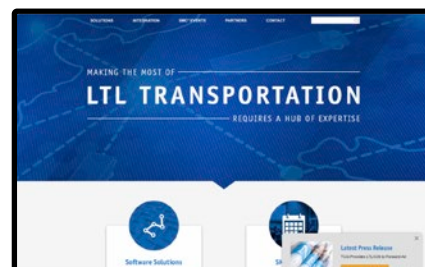 SOLUTIONS INTEGRATION SMC³ EVENTS PARTNERS CONTACT
MAKING THE MOST OF
LTL TRANSPORTATION
REQUIRES A HUB OF EXPERTISE
Latest Press Release
Software Solutions